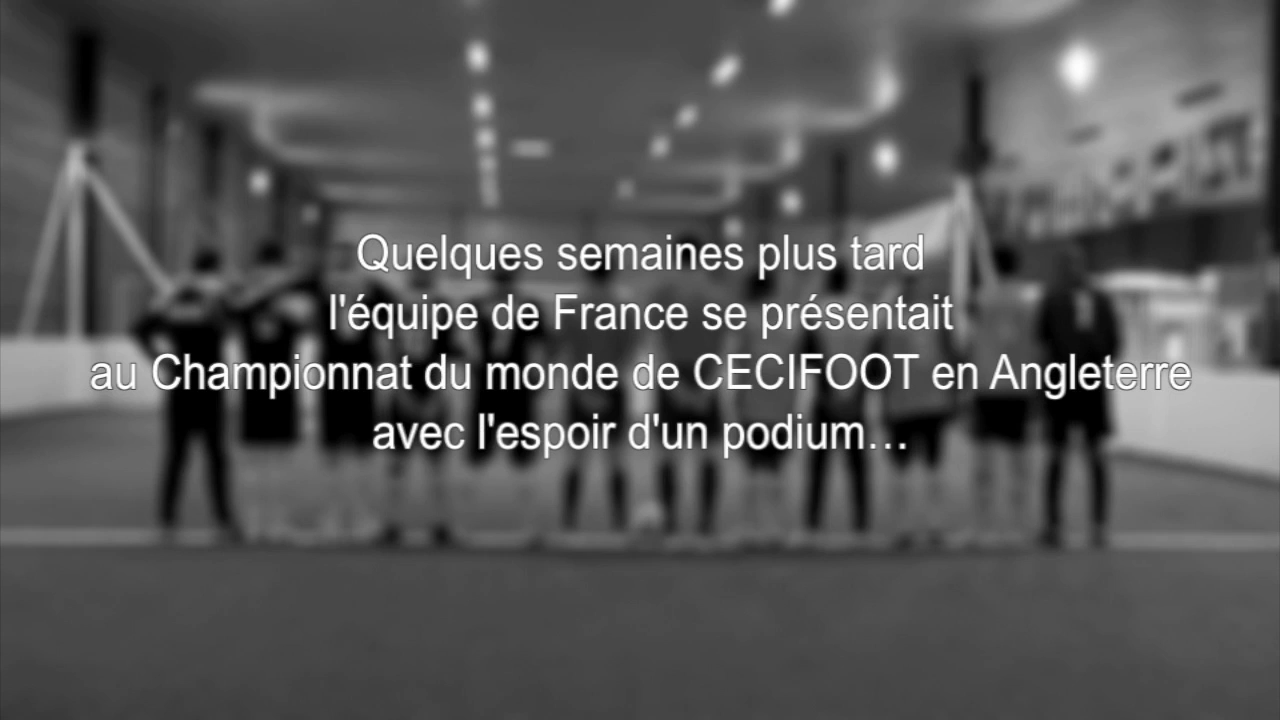 Quelques semaines plus tard
l'équipe de France se présentait
au Championnat du monde de CECIFOOT en Angleterre
avec l'espoir d'un podium…